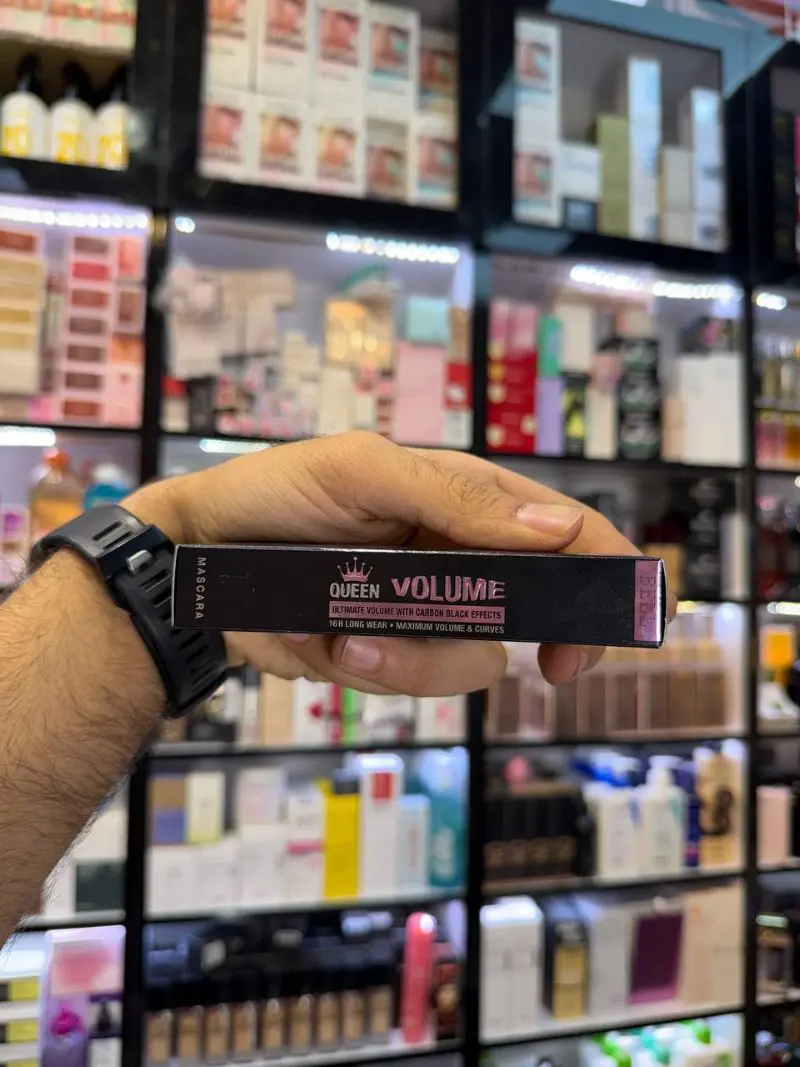 MASCARA
QUEEN VOLUME
ULTIMATE VOLUME WITH CARBON BLACK EFFECTS
16H LONG WEAR • MAXIMUM VOLUME & CURVES